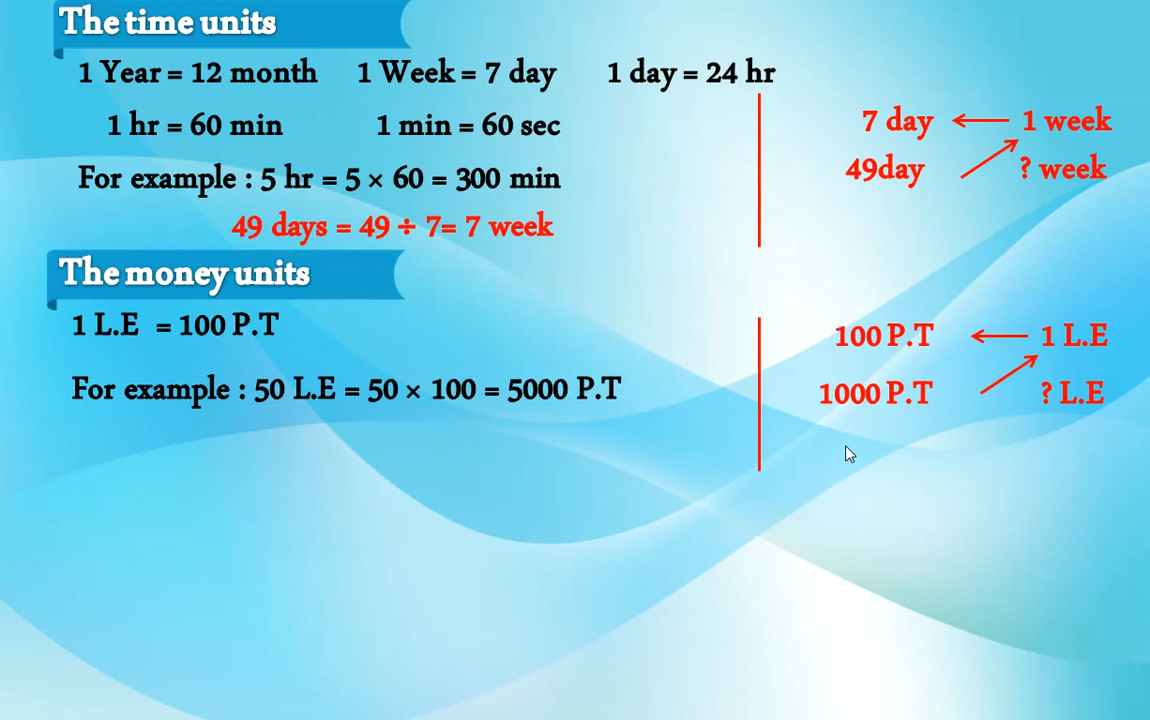 The time units
1 Year = 12 month 1 Week = 7 day 1 day = 24 hr
1 hr = 60 min 1 min = 60 sec
For example : 5 hr = 5 × 60 = 300 min
49 days = 49 ÷ 7= 7 week
7 day ← 1 week
49day ? week
The money units
1 L.E = 100 P.T
For example : 50 L.E = 50 × 100 = 5000 P.T
100 P.T ← 1 L.E
1000 P.T ? L.E